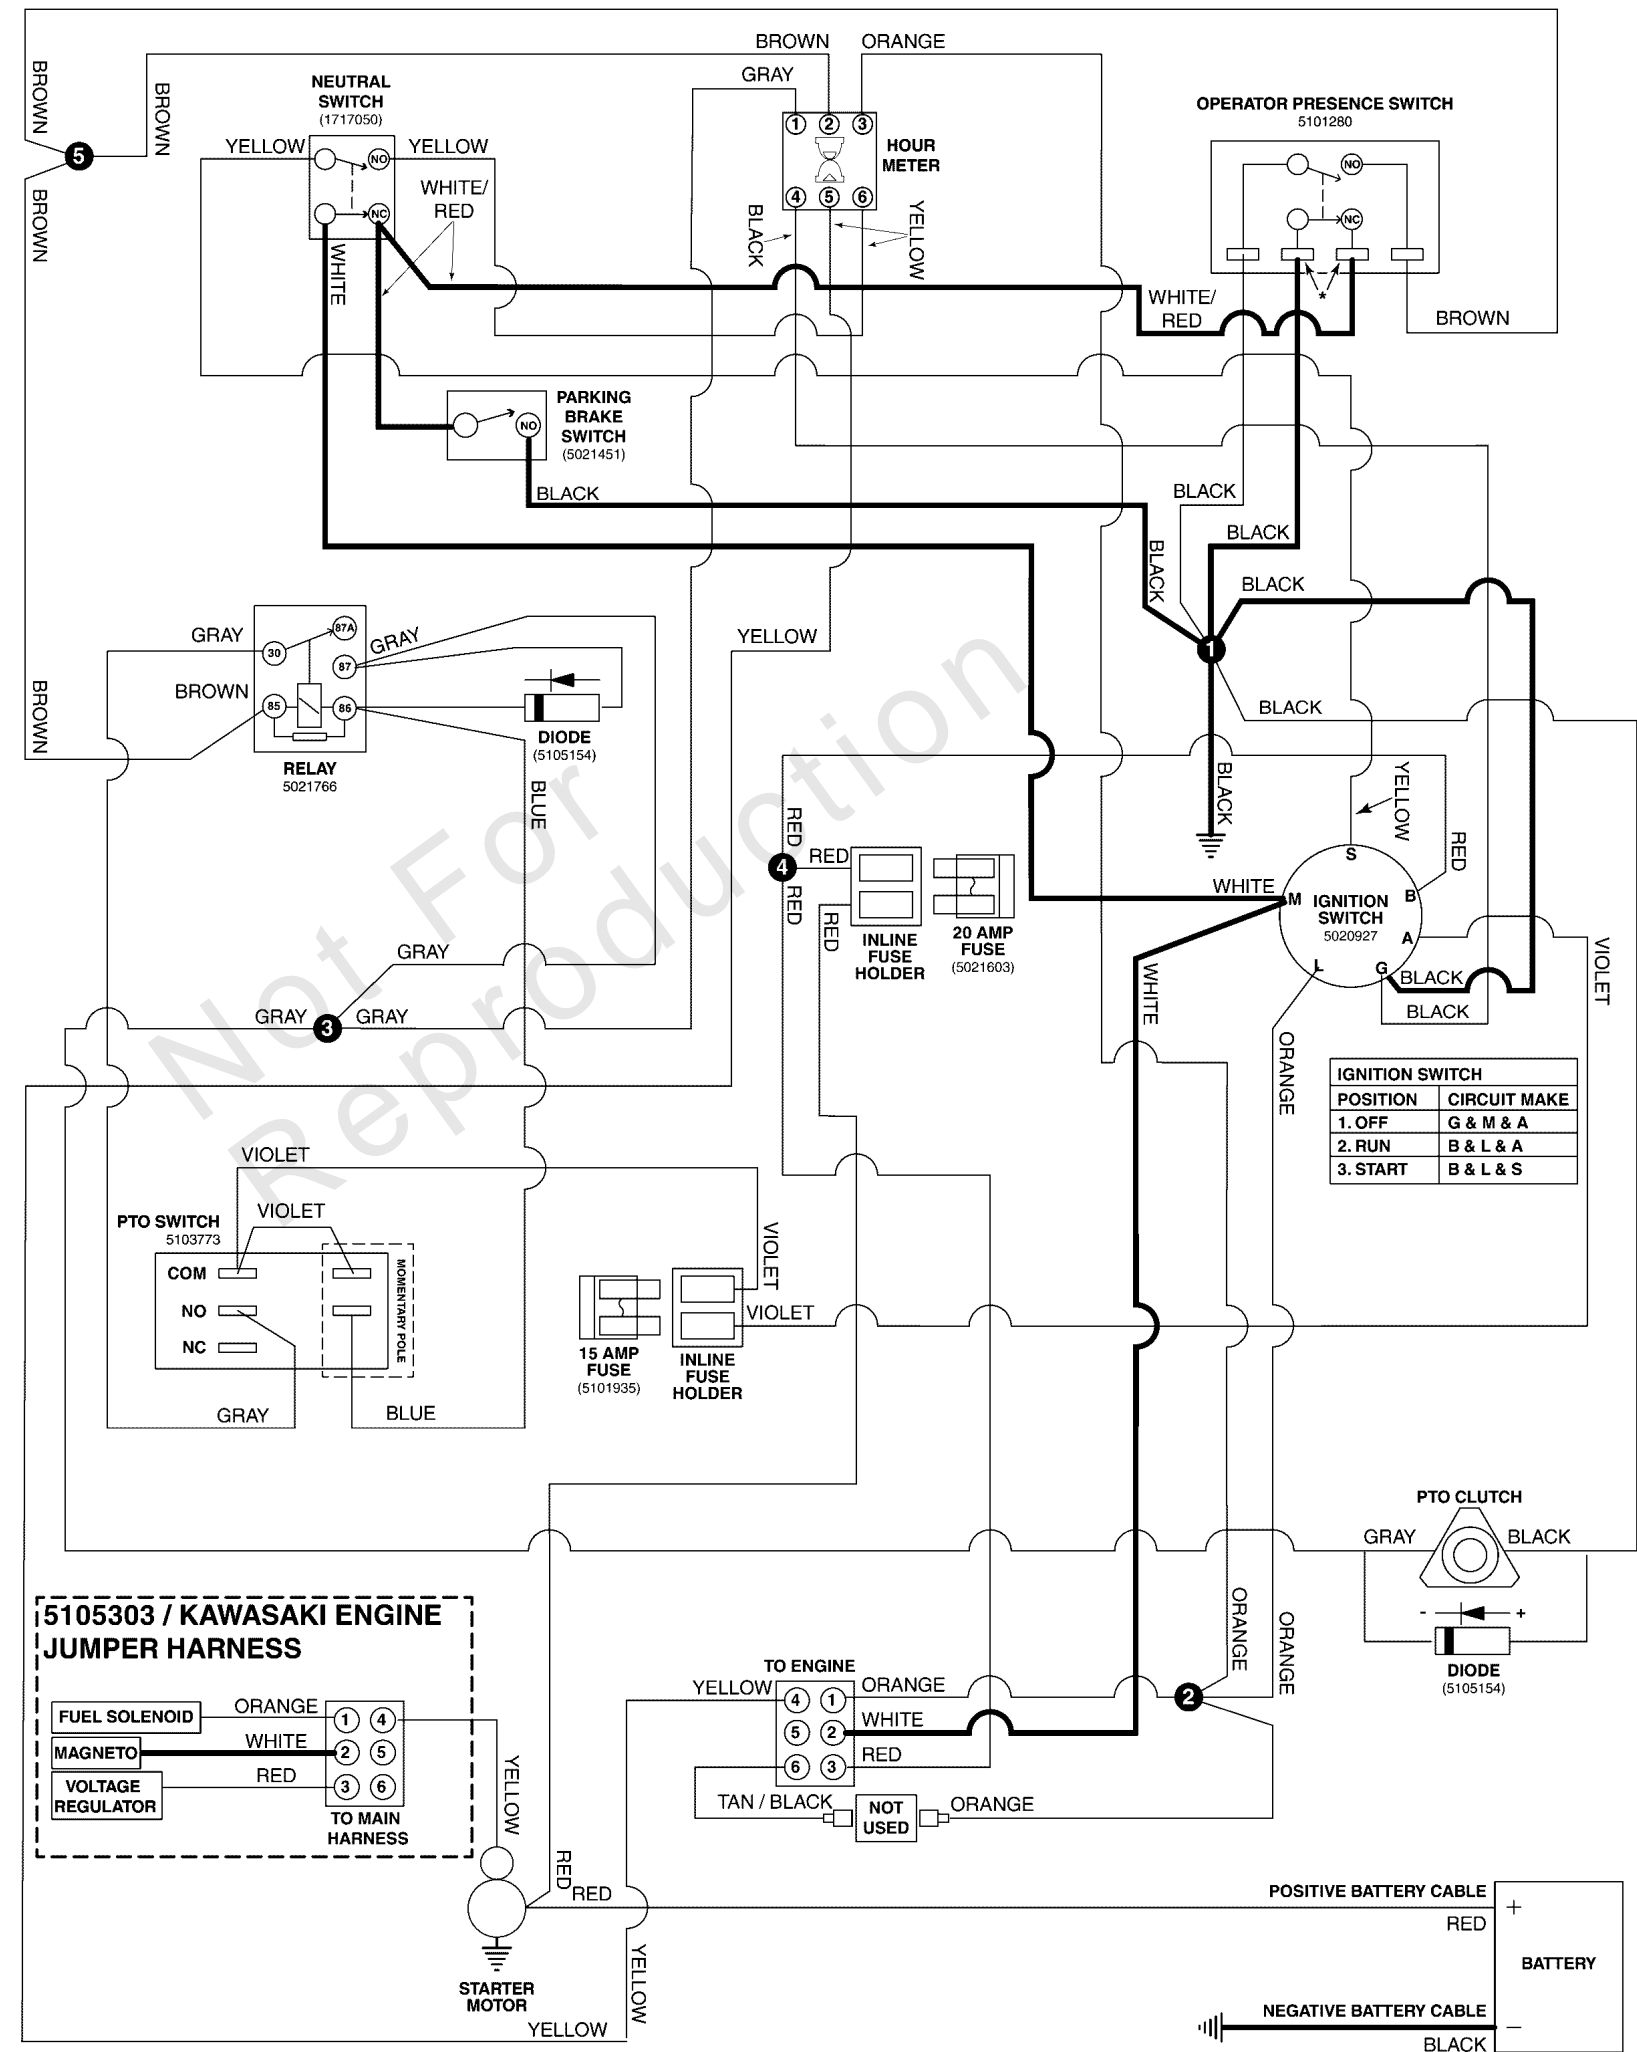 BROWN
ORANGE
GRAY
BROWN
BROWN
NEUTRAL
SWITCH
(1717050)
OPERATOR PRESENCE SWITCH
5101280
1 2 3
HOUR
METER
4 5 6
5
YELLOW
NO
YELLOW
WHITE/
RED
NC
NO
NC
BROWN
WHITE
BLACK
YELLOW
*
WHITE/
RED
BROWN
PARKING
BRAKE
SWITCH
(5021451)
NO
BLACK
BLACK
BLACK
BLACK
BLACK
1
BLACK
BLACK
GRAY
87A
30
GRAY
87
BROWN
85
86
YELLOW
BROWN
DIODE
(5105154)
RELAY
5021766
BLUE
Not For
Reproduction
RED
4
RED
RED
RED
INLINE
FUSE
HOLDER
20 AMP
FUSE
(5021603)
YELLOW
RED
WHITE
S
M
B
A
L
G
IGNITION
SWITCH
5020927
BLACK
BLACK
VIOLET
WHITE
ORANGE
GRAY
GRAY
3
GRAY
IGNITION SWITCH
POSITION CIRCUIT MAKE
1. OFF G & M & A
2. RUN B & L & A
3. START B & L & S
VIOLET
VIOLET
PTO SWITCH
5103773
COM
NO
NC
MOMENTARY POLE
GRAY
BLUE
15 AMP
FUSE
(5101935)
INLINE
FUSE
HOLDER
VIOLET
VIOLET
PTO CLUTCH
GRAY
BLACK
- +
DIODE
(5105154)
ORANGE
ORANGE
5105303 / KAWASAKI ENGINE
JUMPER HARNESS
FUEL SOLENOID
ORANGE
1 4
MAGNETO
WHITE
2 5
VOLTAGE
REGULATOR
RED
3 6
TO MAIN
HARNESS
YELLOW
TO ENGINE
YELLOW
4 1
ORANGE
2
5 2
WHITE
6 3
RED
TAN / BLACK
NOT
USED
ORANGE
RED
RED
STARTER
MOTOR
YELLOW
YELLOW
POSITIVE BATTERY CABLE
RED
+
BATTERY
NEGATIVE BATTERY CABLE
BLACK
−